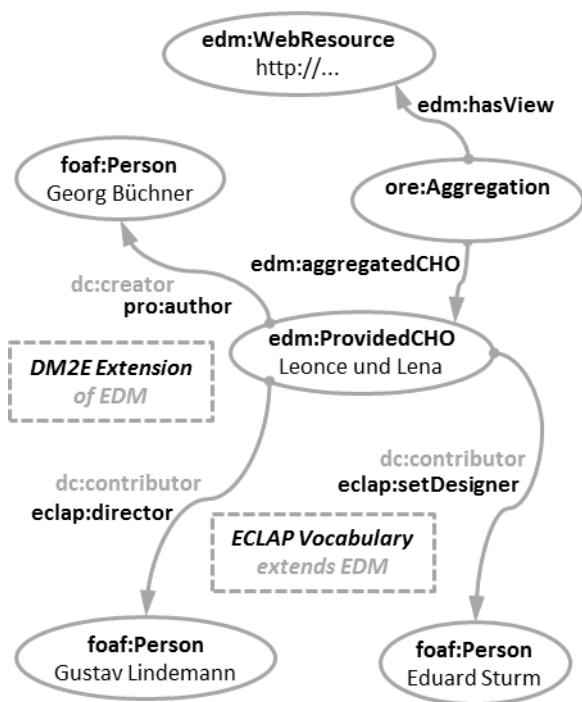 edm:WebResource
http://...
edm:hasView
foaf:Person
Georg Büchner
ore:Aggregation
edm:aggregatedCHO
dc:creator
pro:author
edm:ProvidedCHO
Leonce und Lena
DM2E Extension
of EDM
dc:contributor
eclap:director
dc:contributor
eclap:setDesigner
ECLAP Vocabulary
extends EDM
foaf:Person
Gustav Lindemann
foaf:Person
Eduard Sturm